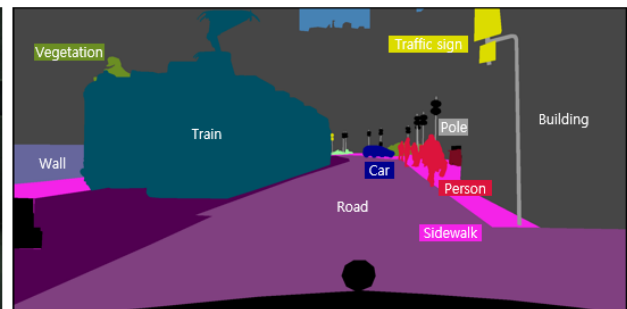 Vegetation
Traffic sign
Train
Pole
Building
Wall
Car
Person
Road
Sidewalk